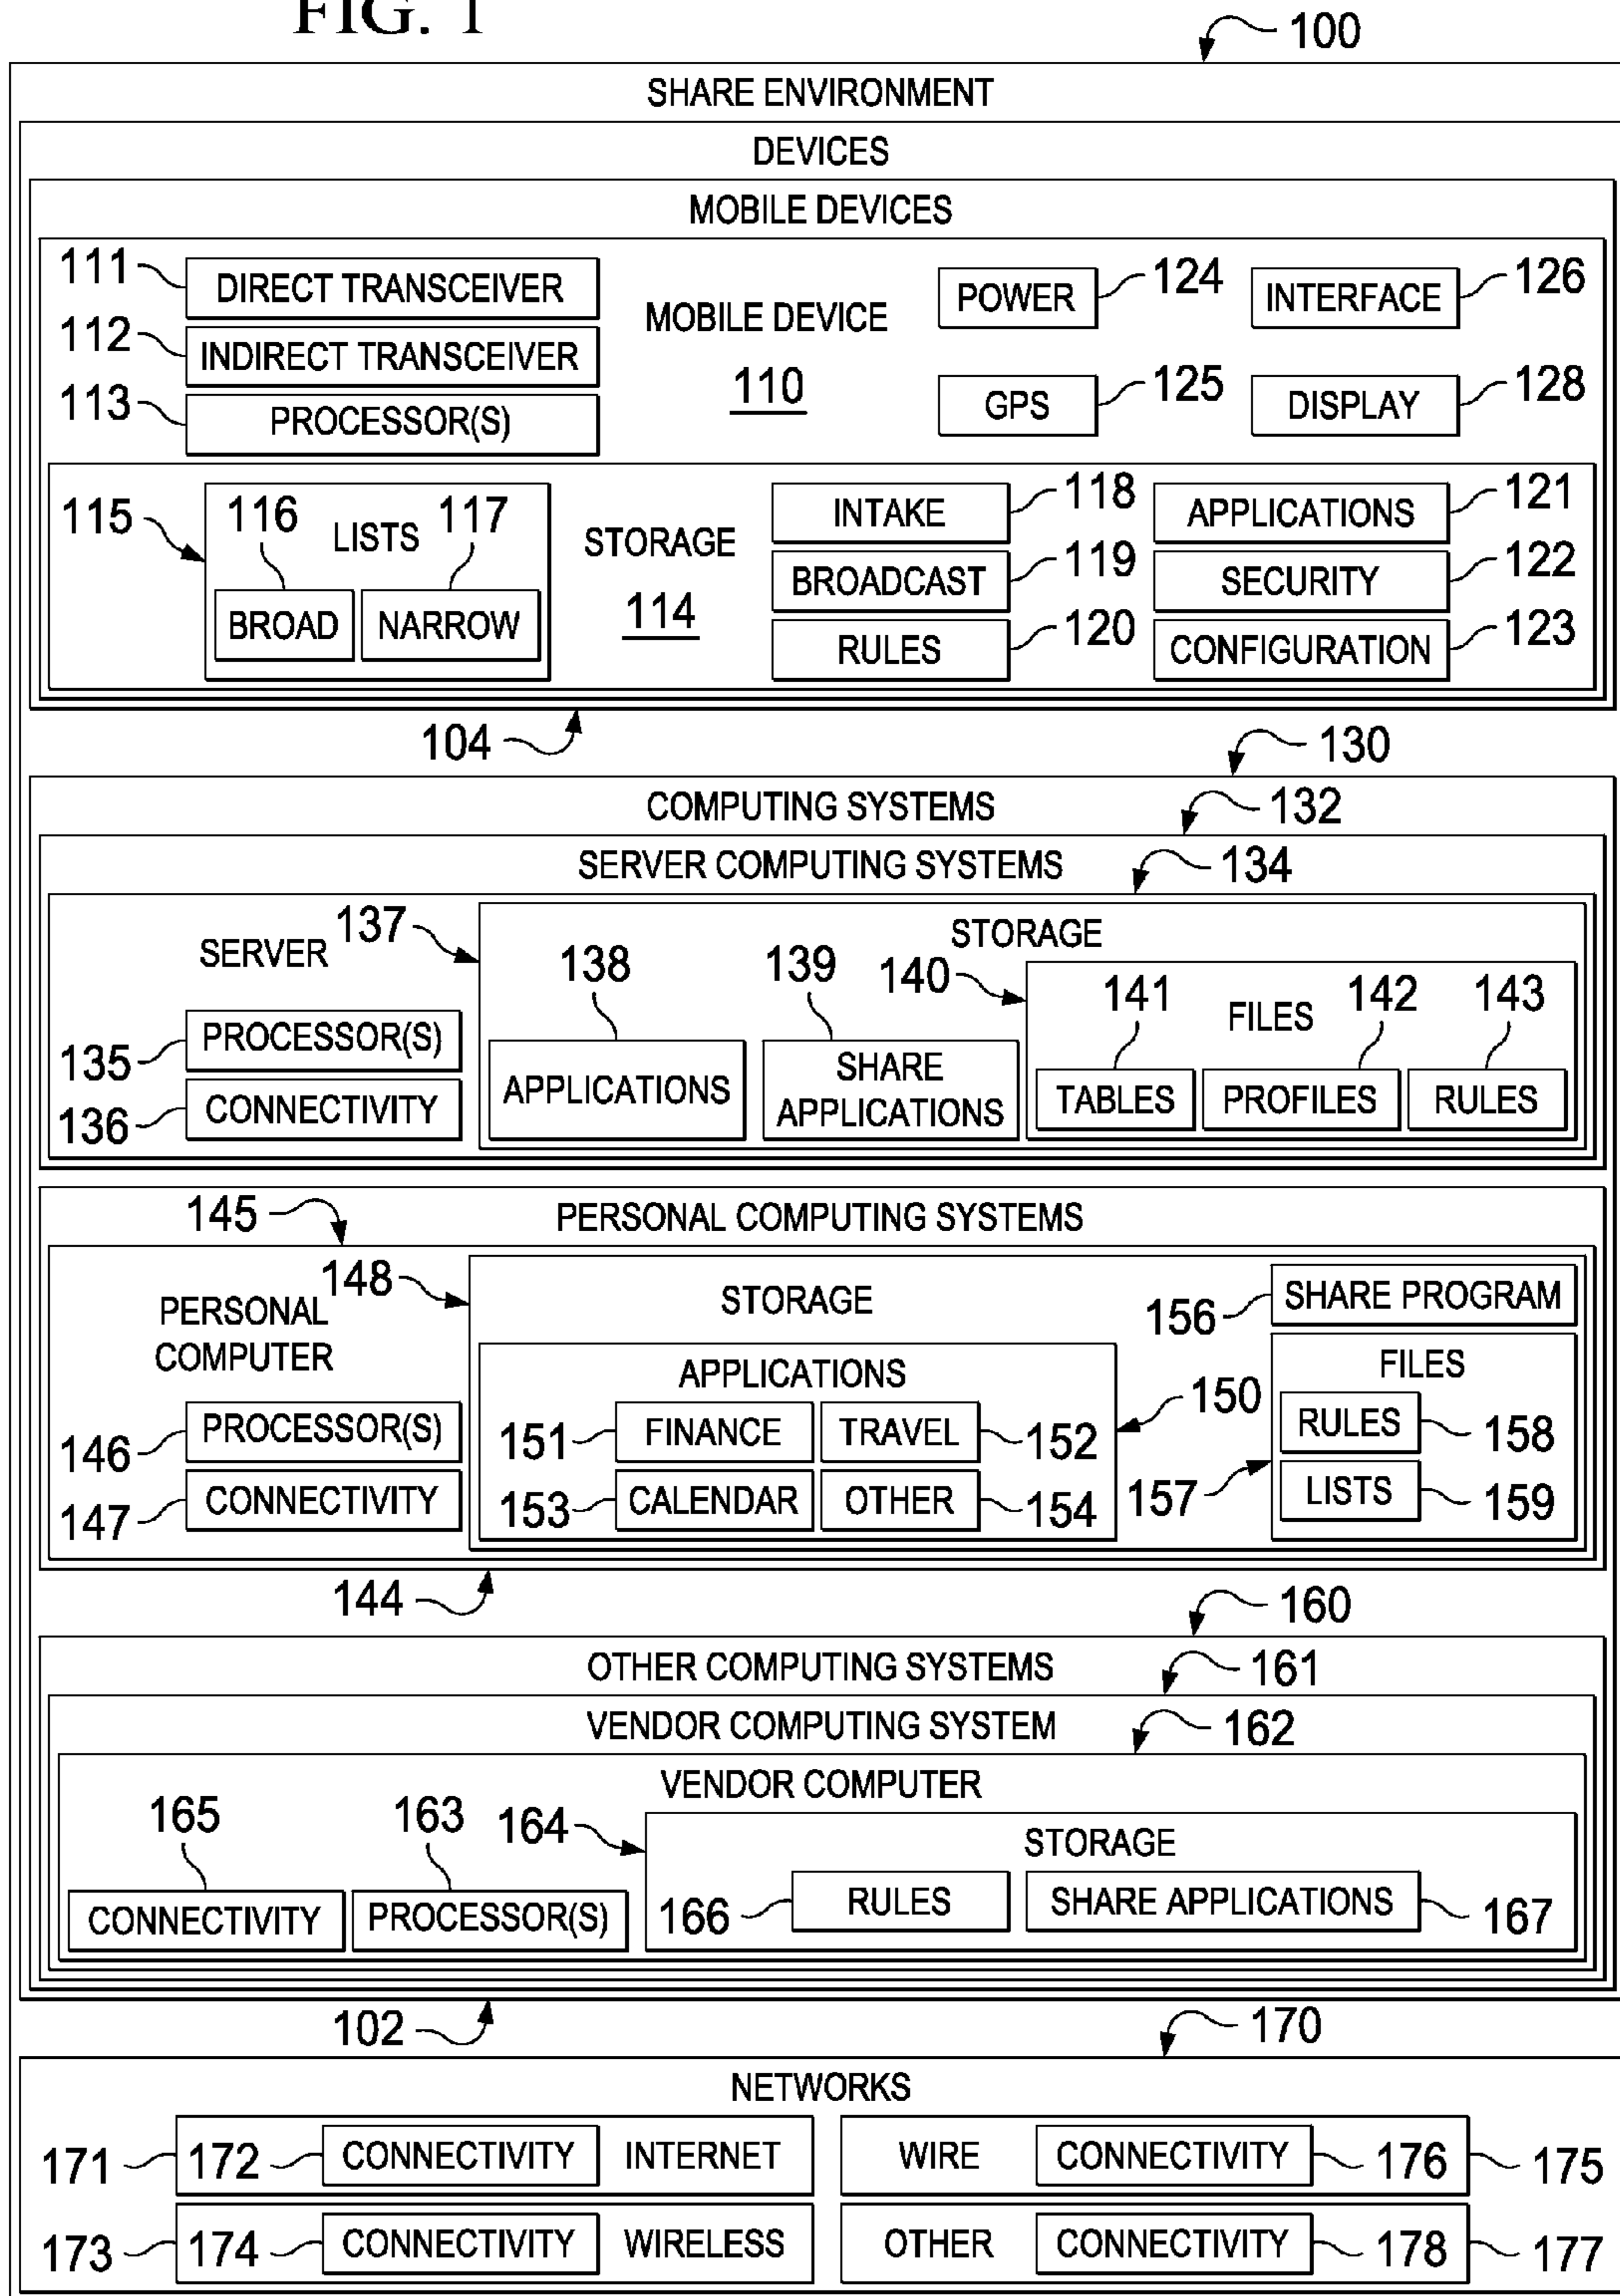 FIG. 1
100
SHARE ENVIRONMENT
DEVICES
MOBILE DEVICES
111 DIRECT TRANSCEIVER
112 INDIRECT TRANSCEIVER
113 PROCESSOR(S)
MOBILE DEVICE
110
POWER 124
INTERFACE 126
GPS 125
DISPLAY 128
115
116 LISTS 117
BROAD NARROW
STORAGE
114
INTAKE 118
BROADCAST 119
RULES 120
APPLICATIONS 121
SECURITY 122
CONFIGURATION 123
104
130
COMPUTING SYSTEMS
132
SERVER COMPUTING SYSTEMS
134
SERVER
137
STORAGE
135 PROCESSOR(S)
136 CONNECTIVITY
138
APPLICATIONS
139
SHARE
APPLICATIONS
140
FILES
141 142 143
TABLES PROFILES RULES
145
PERSONAL COMPUTING SYSTEMS
PERSONAL
COMPUTER
148
STORAGE
146 PROCESSOR(S)
147 CONNECTIVITY
APPLICATIONS
150
151 FINANCE TRAVEL 152
153 CALENDAR OTHER 154
156 SHARE PROGRAM
FILES
157
RULES 158
LISTS 159
144
160
OTHER COMPUTING SYSTEMS
161
VENDOR COMPUTING SYSTEM
162
VENDOR COMPUTER
165
CONNECTIVITY
163
PROCESSOR(S)
164
STORAGE
166 RULES
SHARE APPLICATIONS 167
102
170
NETWORKS
171 172 CONNECTIVITY INTERNET
WIRE CONNECTIVITY 176 175
173 174 CONNECTIVITY WIRELESS
OTHER CONNECTIVITY 178 177